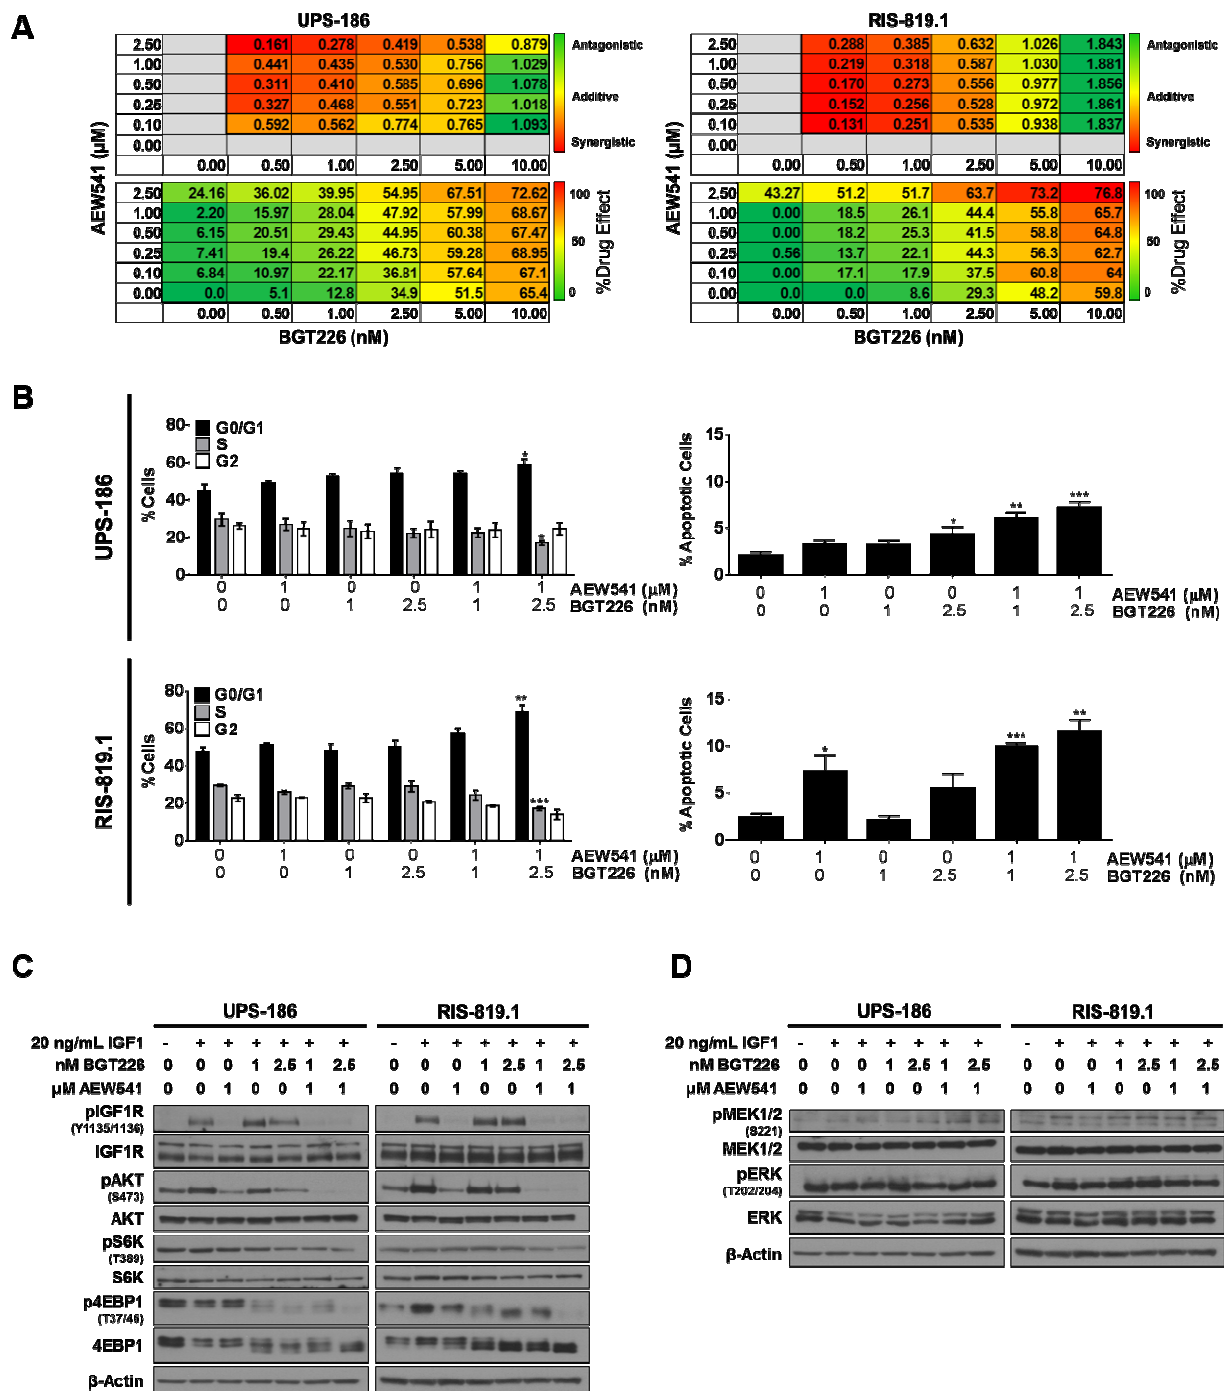 A
UPS-186
RIS-819.1
2.50 0.161 0.278 0.419 0.538 0.879
1.00 0.441 0.435 0.530 0.756 1.029
0.50 0.311 0.410 0.585 0.696 1.078
0.25 0.327 0.468 0.551 0.723 1.018
0.10 0.592 0.562 0.774 0.765 1.093
0.00
0.00 0.50 1.00 2.50 5.00 10.00
Antagonistic
Additive
Synergistic
2.50 0.288 0.385 0.632 1.026 1.843
1.00 0.219 0.318 0.587 1.030 1.881
0.50 0.170 0.273 0.556 0.977 1.856
0.25 0.152 0.256 0.528 0.972 1.861
0.10 0.131 0.251 0.535 0.938 1.837
0.00
0.00 0.50 1.00 2.50 5.00 10.00
Antagonistic
Additive
Synergistic
AEW541 (µM)
2.50 24.16 36.02 39.95 54.95 67.51 72.62
1.00 2.20 15.97 28.04 47.92 57.99 68.67
0.50 6.15 20.51 29.43 44.95 60.38 67.47
0.25 7.41 19.4 26.22 46.73 59.28 68.95
0.10 6.84 10.97 22.17 36.81 57.64 67.1
0.00 0.0 5.1 12.8 34.9 51.5 65.4
0.00 0.50 1.00 2.50 5.00 10.00
BGT226 (nM)
100
50
0
%Drug Effect
AEW541 (µM)
2.50 43.27 51.2 51.7 63.7 73.2 76.8
1.00 0.00 18.5 26.1 44.4 55.8 65.7
0.50 0.00 18.2 25.3 41.5 58.8 64.8
0.25 0.56 13.7 22.1 44.3 56.3 62.7
0.10 0.00 17.1 17.9 37.5 60.8 64
0.00 0.0 0.0 8.6 29.3 48.2 59.8
0.00 0.50 1.00 2.50 5.00 10.00
BGT226 (nM)
100
50
0
%Drug Effect
B
UPS-186
% Cells
80
60
40
20
0
G0/G1
S
G2
*
*
0 1 0 0 1 1 AEW541 (µM)
0 0 1 2.5 1 2.5 BGT226 (nM)
% Apoptotic Cells
15
10
5
0
* ** ***
0 1 0 0 1 1 AEW541 (µM)
0 0 1 2.5 1 2.5 BGT226 (nM)
RIS-819.1
% Cells
80
60
40
20
0
G0/G1
S
G2
**
***
0 1 0 0 1 1 AEW541 (µM)
0 0 1 2.5 1 2.5 BGT226 (nM)
% Apoptotic Cells
15
10
5
0
* *** **
0 1 0 0 1 1 AEW541 (µM)
0 0 1 2.5 1 2.5 BGT226 (nM)
C
UPS-186 RIS-819.1
20 ng/mL IGF1 - + + + + + + - + + + + + +
nM BGT226 0 0 0 1 2.5 1 2.5 0 0 0 1 2.5 1 2.5
µM AEW541 0 0 1 0 0 1 1 0 0 1 0 0 1 1
pIGF1R
(Y1135/1136)
IGF1R
pAKT
(S473)
AKT
pS6K
(T389)
S6K
p4EBP1
(T37/46)
4EBP1
β-Actin
D
UPS-186 RIS-819.1
20 ng/mL IGF1 - + + + + + + - + + + + + +
nM BGT226 0 0 0 1 2.5 1 2.5 0 0 0 1 2.5 1 2.5
µM AEW541 0 0 1 0 0 1 1 0 0 1 0 0 1 1
pMEK1/2
(S221)
MEK1/2
pERK
(T202/204)
ERK
β-Actin